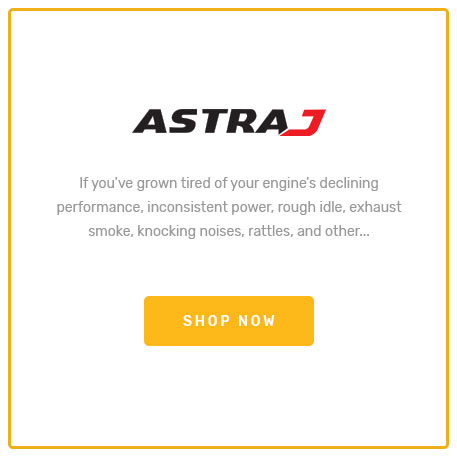 ASTRA J
If you've grown tired of your engine's declining
performance, inconsistent power, rough idle, exhaust
smoke, knocking noises, rattles, and other...
SHOP NOW